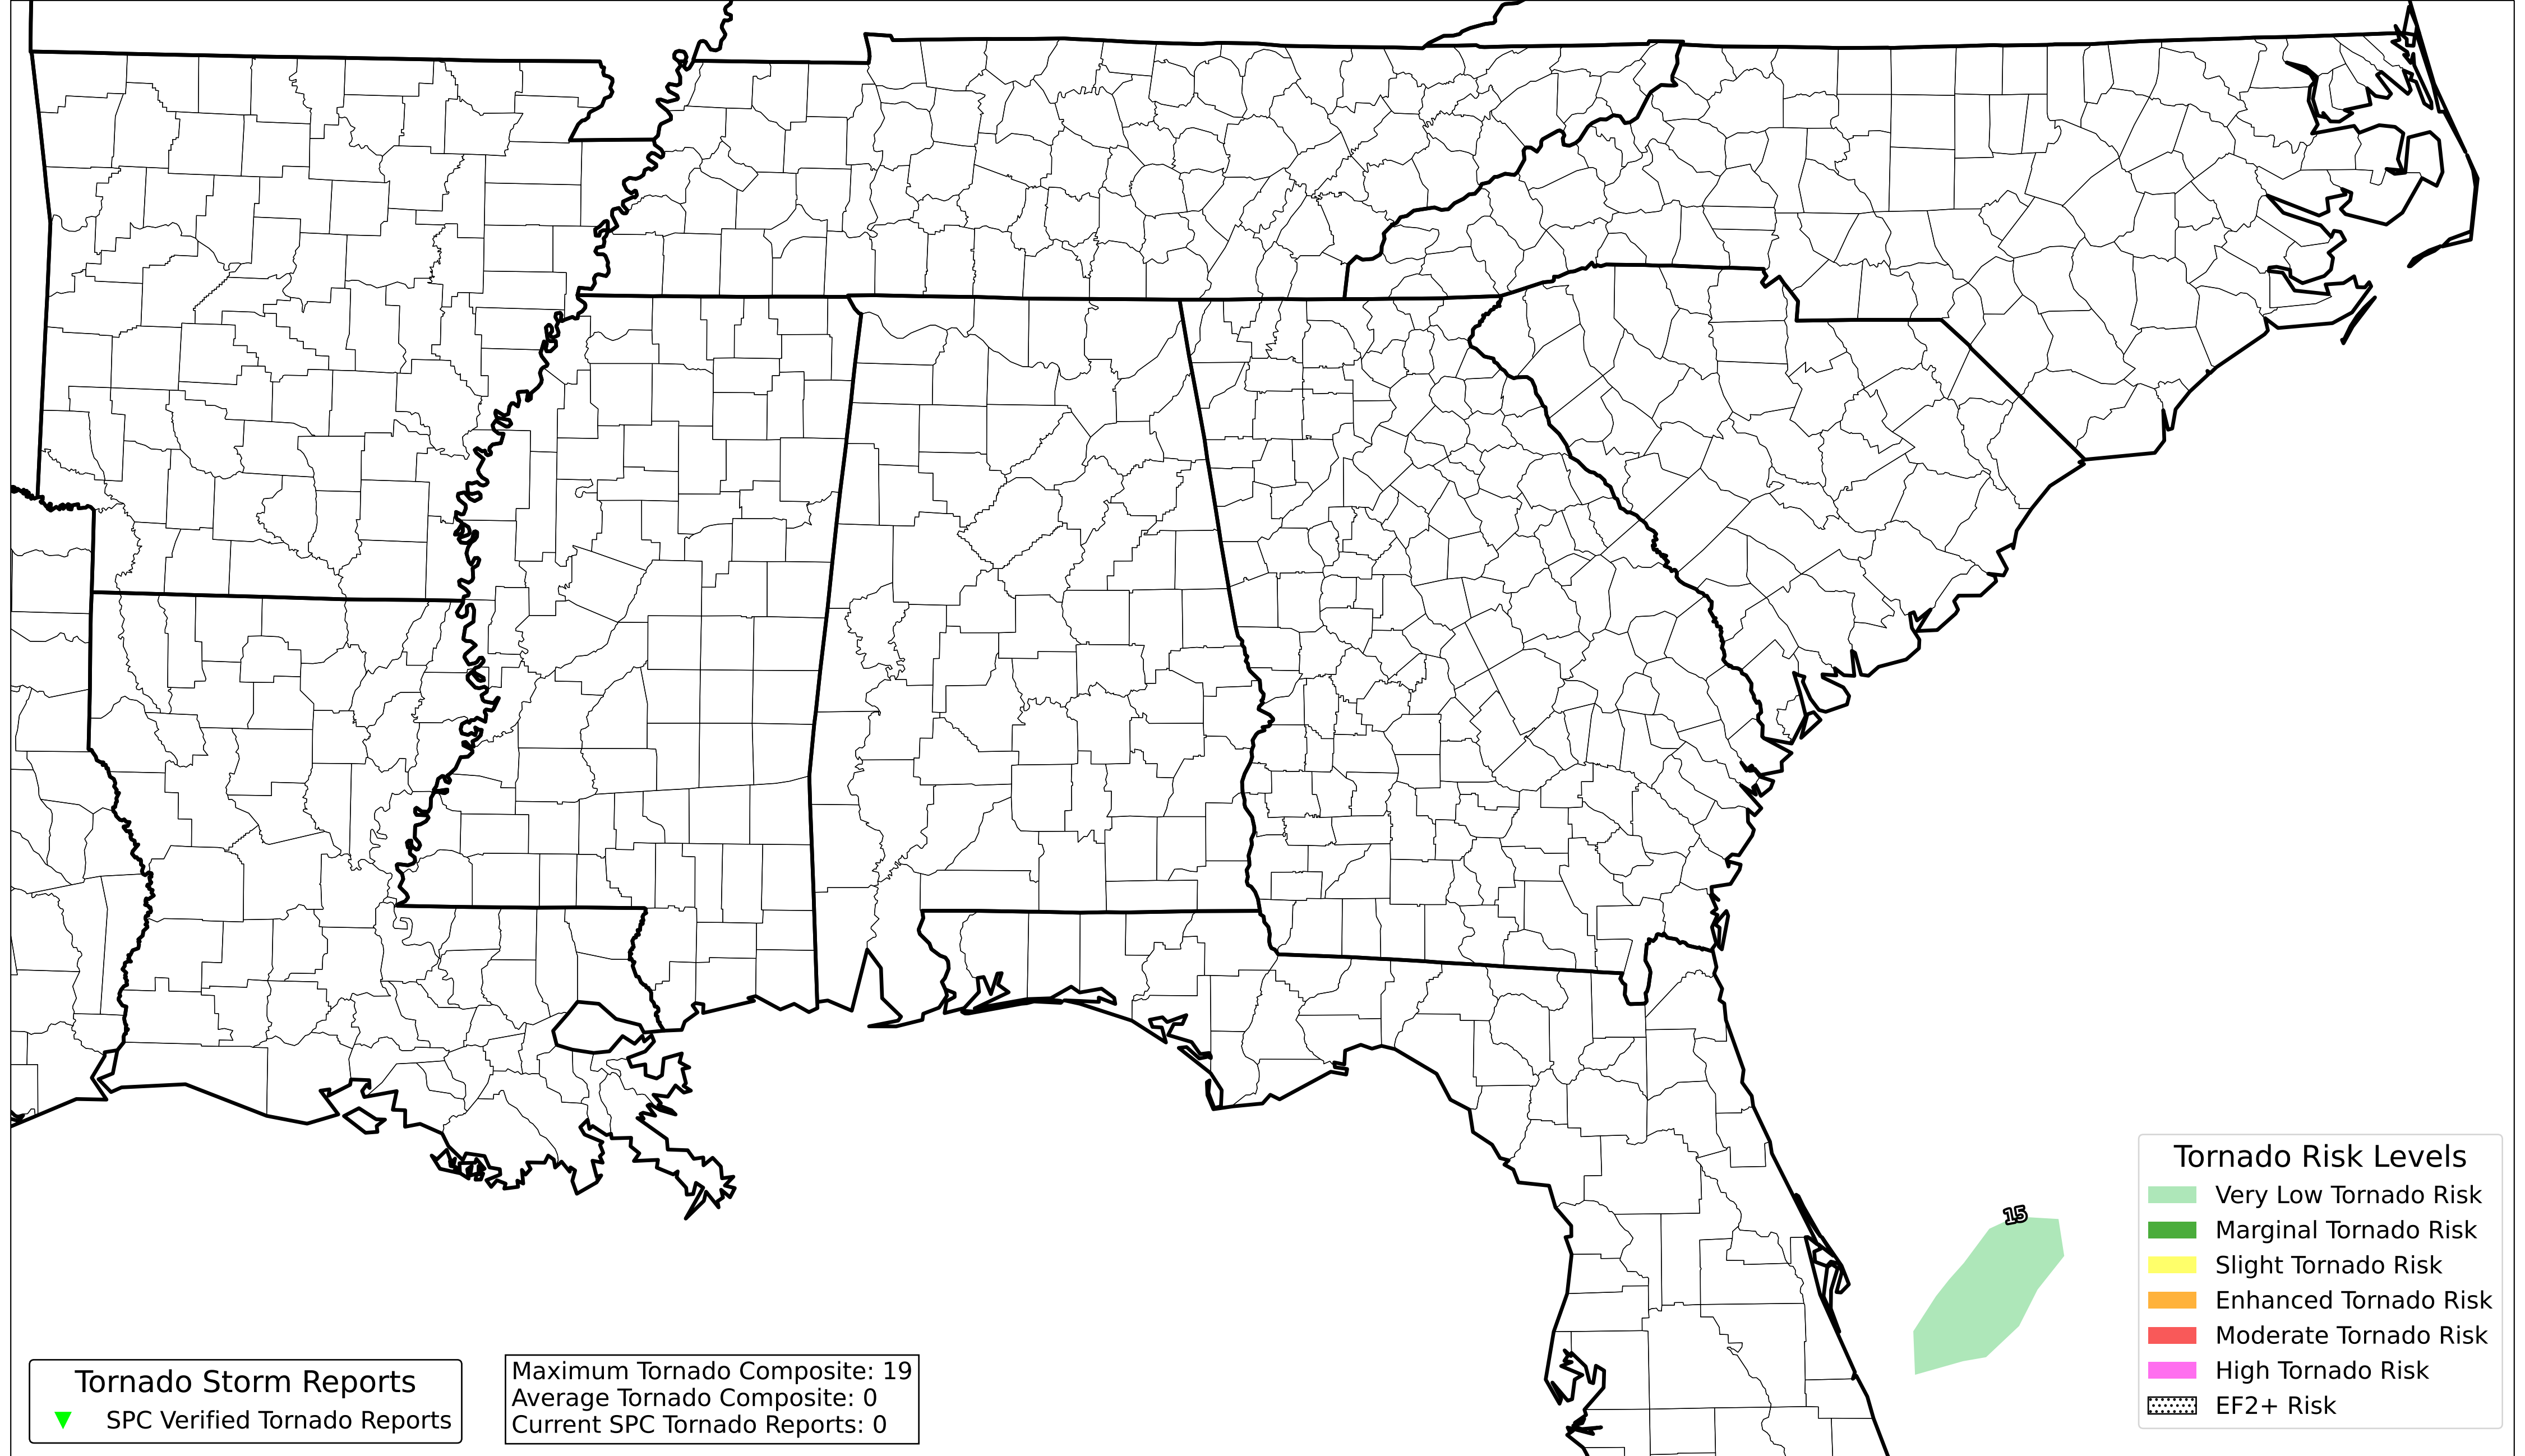 15
Tornado Risk Levels
Very Low Tornado Risk
Marginal Tornado Risk
Slight Tornado Risk
Enhanced Tornado Risk
Moderate Tornado Risk
High Tornado Risk
EF2+ Risk
Tornado Storm Reports
SPC Verified Tornado Reports
Maximum Tornado Composite: 19
Average Tornado Composite: 0
Current SPC Tornado Reports: 0